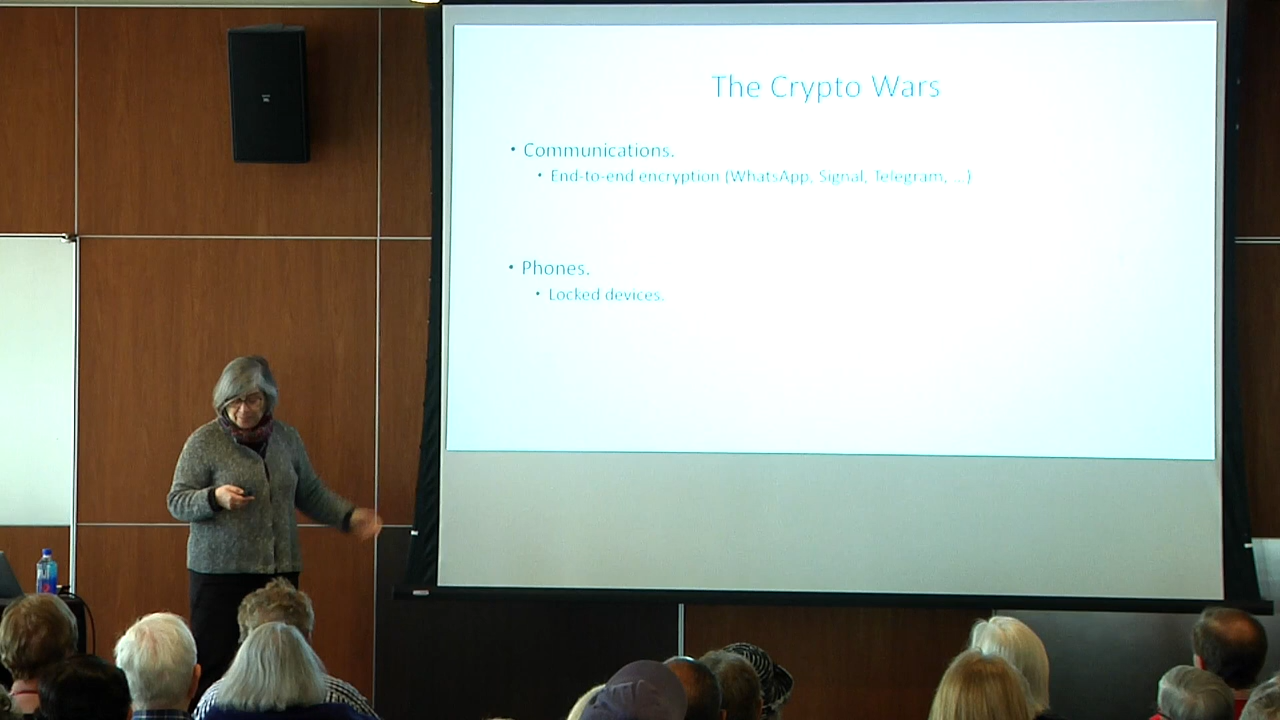 The Crypto Wars
• Communications.
• End-to-end encryption (WhatsApp, Signal, Telegram, ...)
• Phones.
• Locked devices.